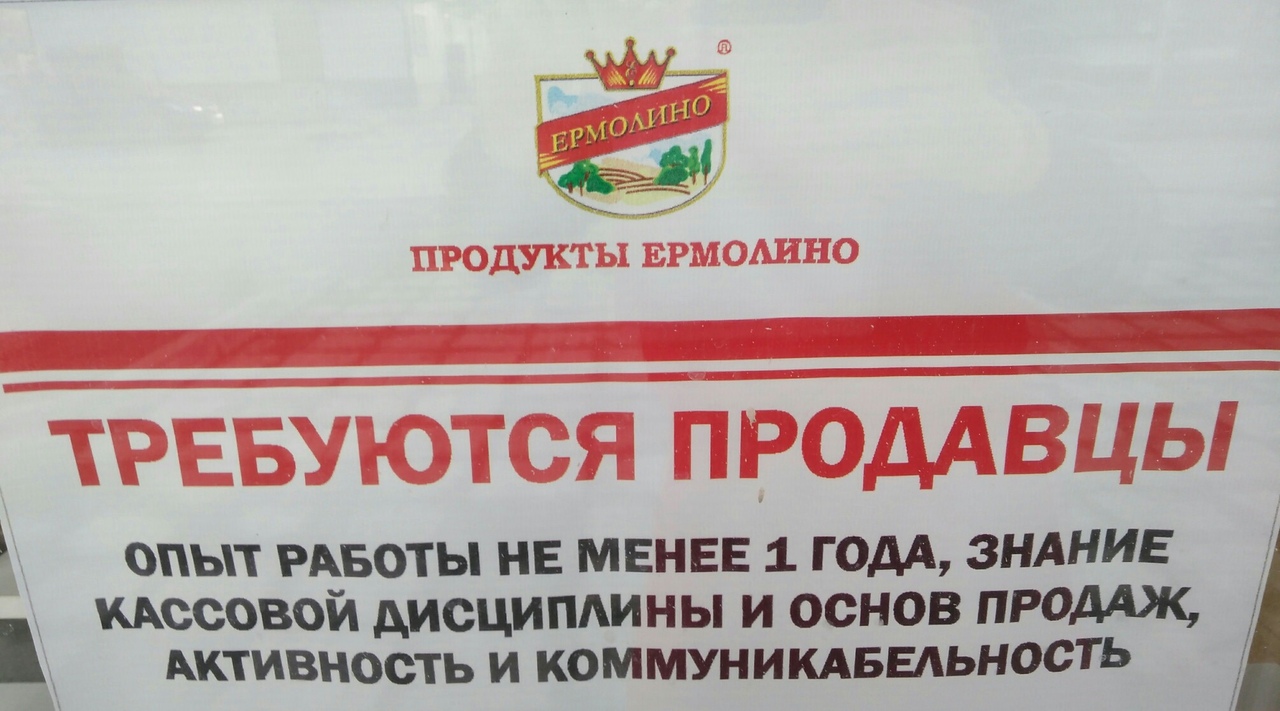 ®
ЕРМОЛИНО
ПРОДУКТЫ ЕРМОЛИНО
ТРЕБУЮТСЯ ПРОДАВЦЫ
ОПЫТ РАБОТЫ НЕ МЕНЕЕ 1 ГОДА, ЗНАНИЕ
КАССОВОЙ ДИСЦИПЛИНЫ И ОСНОВ ПРОДАЖ,
АКТИВНОСТЬ И КОММУНИКАБЕЛЬНОСТЬ